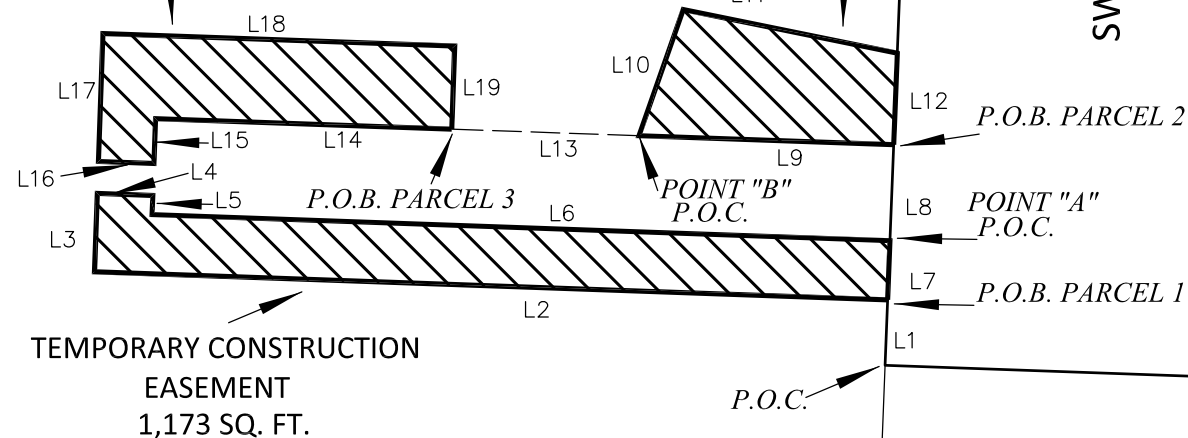 L18
L17
L19
L10
L12
L15
L14
L13
L9
P.O.B. PARCEL 2
L16
L4
L5
P.O.B. PARCEL 3
L6
POINT "B"
P.O.C.
L8
POINT "A"
P.O.C.
L3
L7
P.O.B. PARCEL 1
L2
L1
TEMPORARY CONSTRUCTION
EASEMENT
1,173 SQ. FT.
P.O.C.
SW